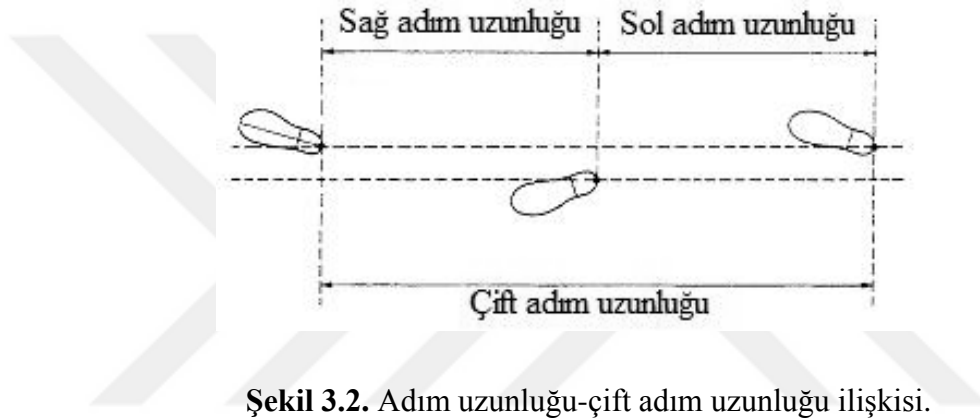 Sağ adım uzunluğu Sol adım uzunluğu
Çift adım uzunluğu
Şekil 3.2. Adım uzunluğu-çift adım uzunluğu ilişkisi.